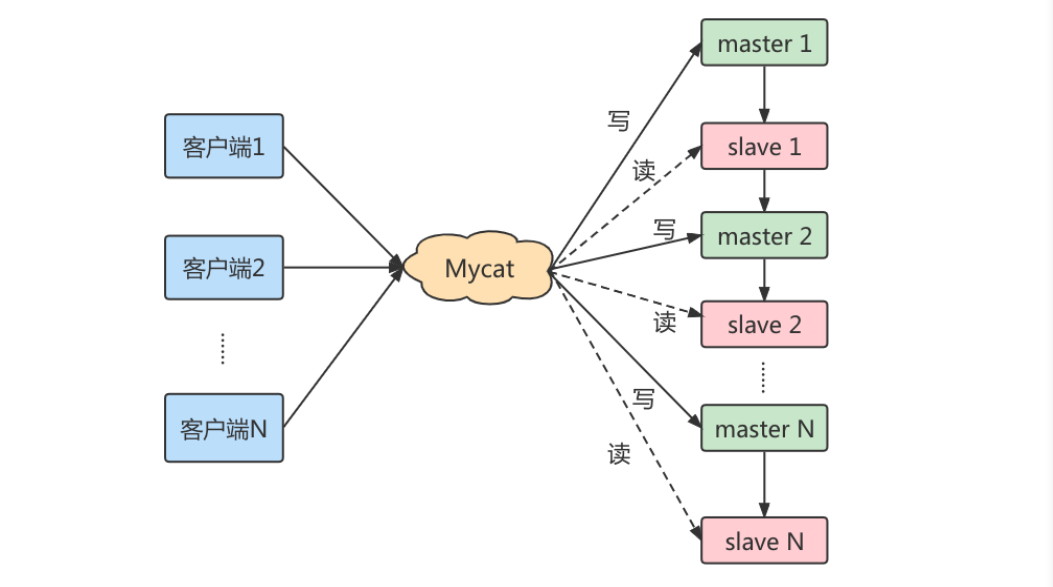 客户端1
客户端2
客户端N
Mycat
写
读
写
读
写
读
master 1
slave 1
master 2
slave 2
master N
slave N